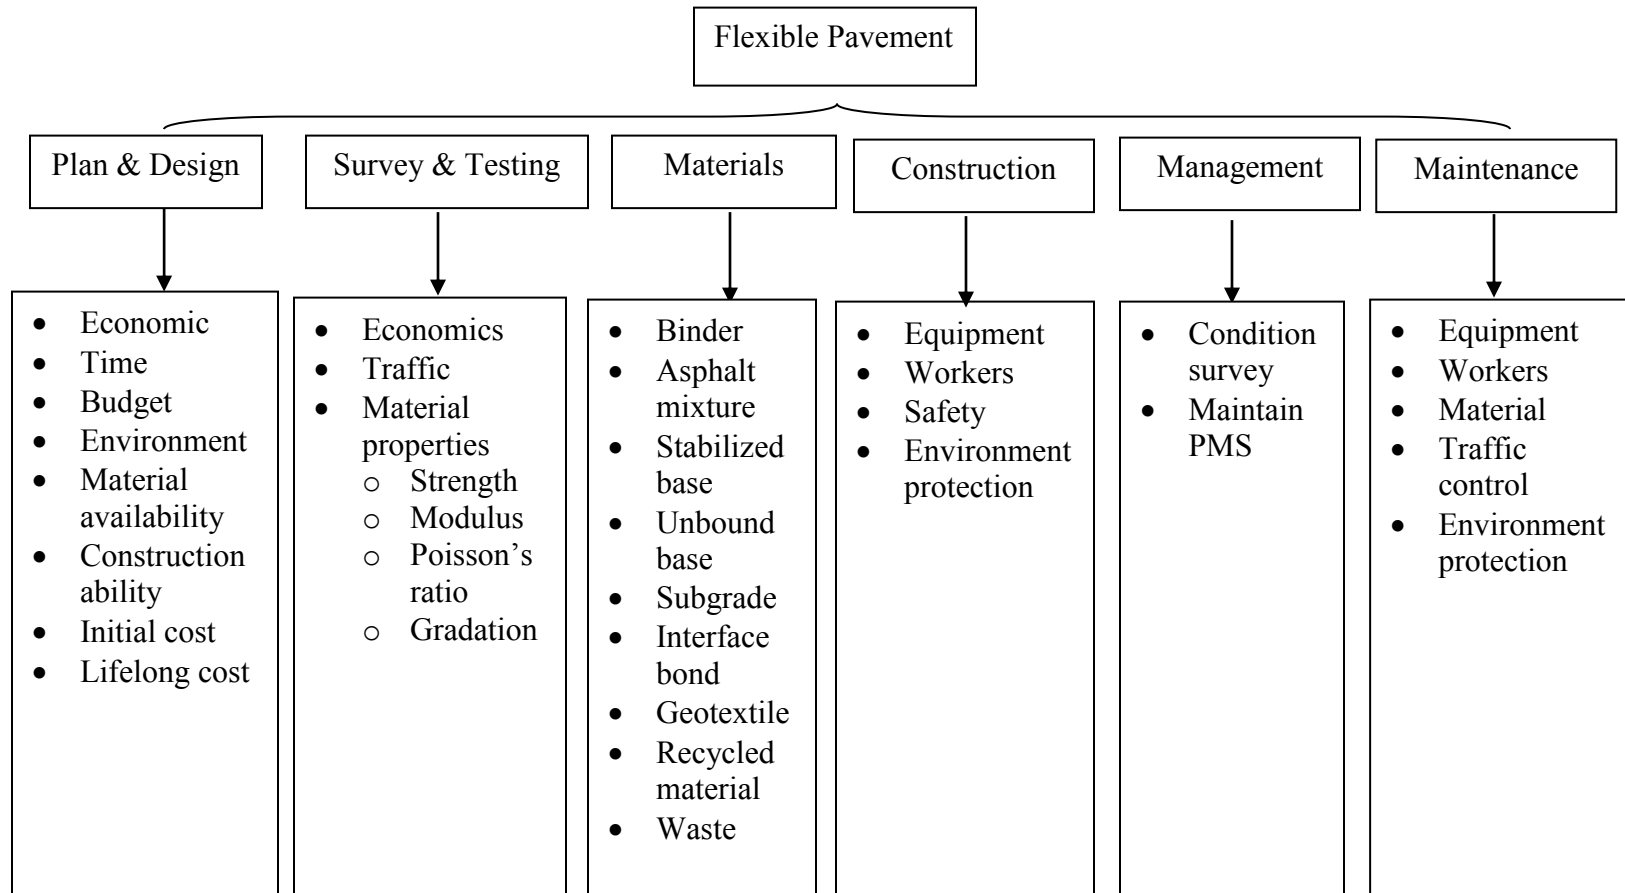 Flexible Pavement
Plan & Design
Survey & Testing
Materials
Construction
Management
Maintenance
• Economic
• Time
• Budget
• Environment
• Material
availability
• Construction
ability
• Initial cost
• Lifelong cost
• Economics
• Traffic
• Material
properties
o Strength
o Modulus
o Poisson’s
ratio
o Gradation
• Binder
• Asphalt
mixture
• Stabilized
base
• Unbound
base
• Subgrade
• Interface
bond
• Geotextile
• Recycled
material
• Waste
• Equipment
• Workers
• Safety
• Environment
protection
• Condition
survey
• Maintain
PMS
• Equipment
• Workers
• Material
• Traffic
control
• Environment
protection